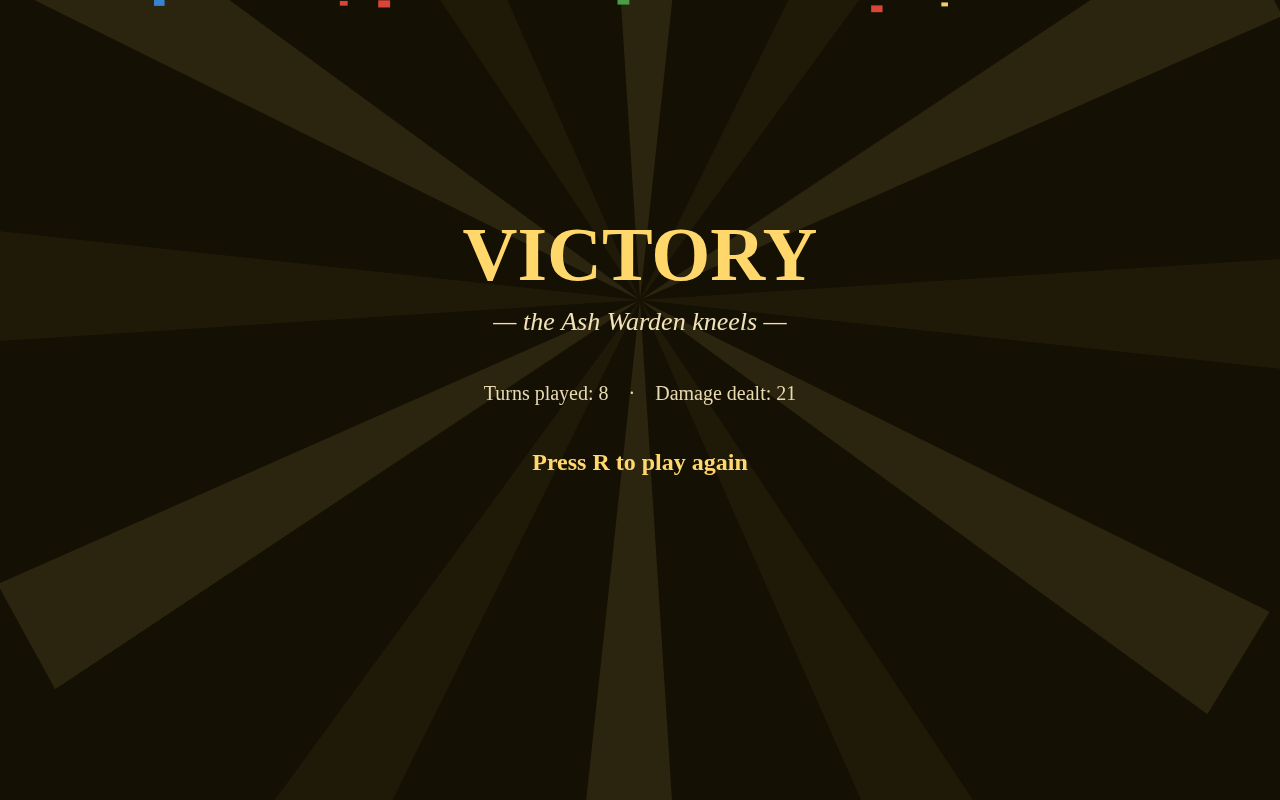 VICTORY
— the Ash Warden kneels —
Turns played: 8 · Damage dealt: 21
Press R to play again